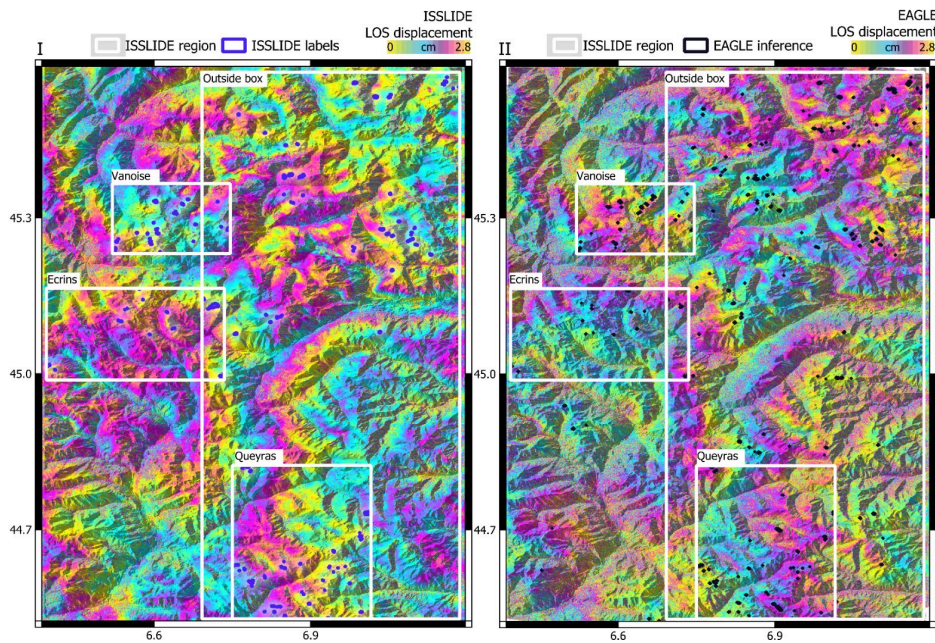 ISSLIDE
LOS displacement
I
ISSLIDE region
ISSLIDE labels
0 cm 2.8
Outside box
Vanoise
45.3
Ecrins
45.0
Queyras
44.7
6.6
6.9
EAGLE
LOS displacement
II
ISSLIDE region
EAGLE inference
0 cm 2.8
Outside box
Vanoise
45.3
Ecrins
45.0
Queyras
44.7
6.6
6.9